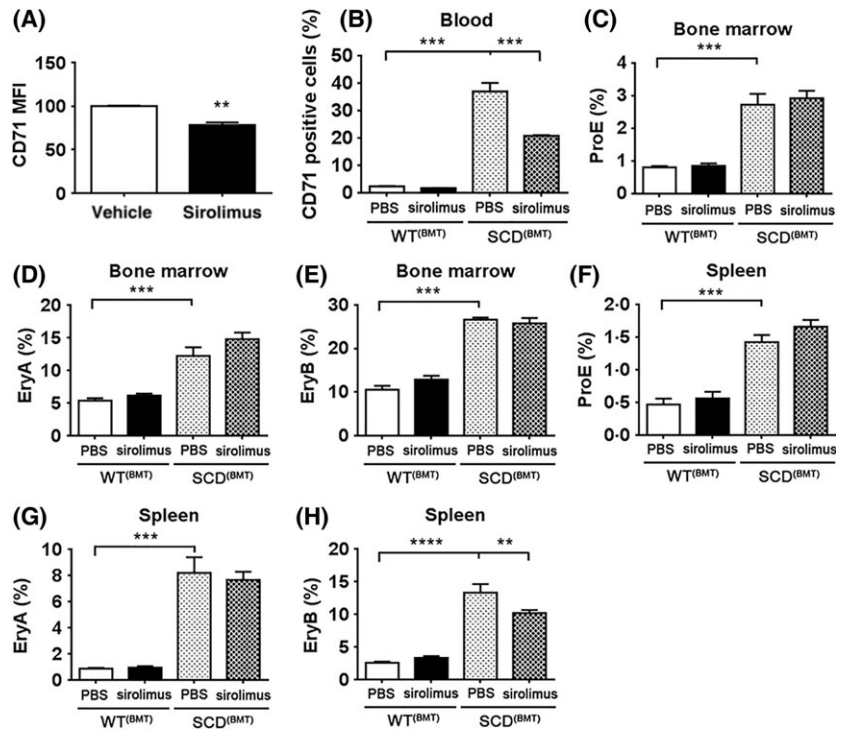 (A)
CD71 MFI
150
100
50
0
**
Vehicle
Sirolimus
(B)
Blood
CD71 positive cells (%)
50
40
30
20
10
0
***
***
PBS sirolimus PBS sirolimus
WT(BMT) SCD(BMT)
(C)
Bone marrow
ProE (%)
4
3
2
1
0
***
PBS sirolimus PBS sirolimus
WT(BMT) SCD(BMT)
(D)
Bone marrow
EryA (%)
20
15
10
5
0
***
PBS sirolimus PBS sirolimus
WT(BMT) SCD(BMT)
(E)
Bone marrow
EryB (%)
30
20
10
0
***
PBS sirolimus PBS sirolimus
WT(BMT) SCD(BMT)
(F)
Spleen
ProE (%)
2·0
1·5
1·0
0·5
0·0
***
PBS sirolimus PBS sirolimus
WT(BMT) SCD(BMT)
(G)
Spleen
EryA (%)
10
8
6
4
2
0
***
PBS sirolimus PBS sirolimus
WT(BMT) SCD(BMT)
(H)
Spleen
EryB (%)
20
15
10
5
0
****
**
PBS sirolimus PBS sirolimus
WT(BMT) SCD(BMT)